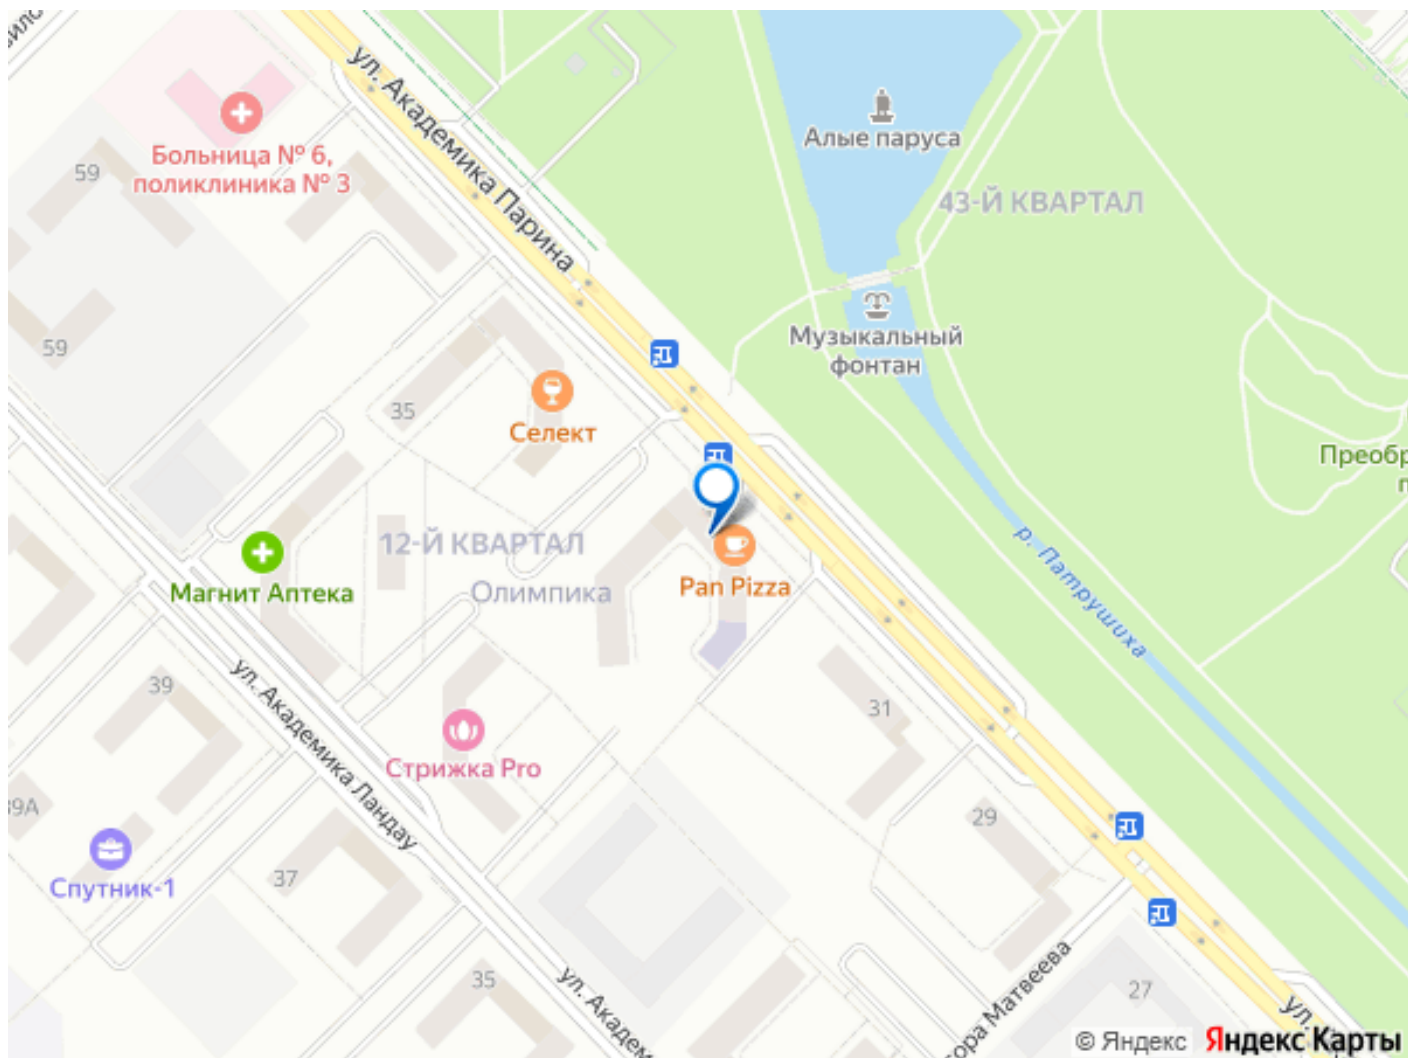 ул. Академика Парина
Алые паруса
Больница № 6,
поликлиника № 3
59
43-Й КВАРТАЛ
Музыкальный
фонтан
59
35
Селект
12-Й КВАРТАЛ
Олимпика
Магнит Аптека
Pan Pizza
р. Патрушиха
ул. Академика Ландау
39
31
Стрижка Pro
39А
29
Спутник-1
37
35
27
© Яндекс Яндекс Карты